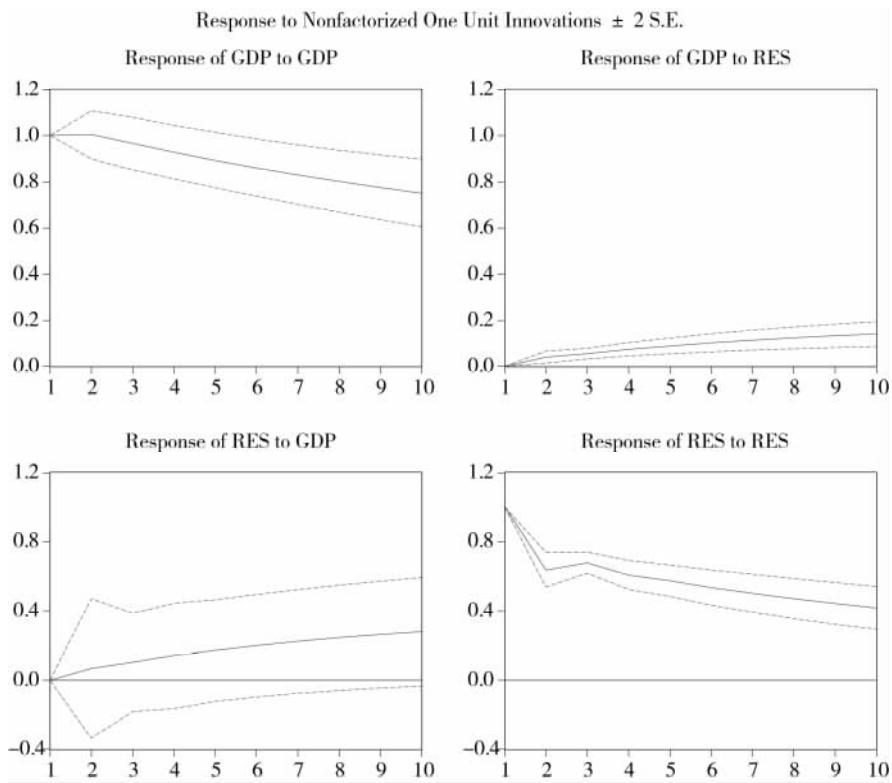 Response to Nonfactorized One Unit Innovations ± 2 S.E.
Response of GDP to GDP
1.2
1.0
0.8
0.6
0.4
0.2
0.0
1 2 3 4 5 6 7 8 9 10
Response of GDP to RES
1.2
1.0
0.8
0.6
0.4
0.2
0.0
1 2 3 4 5 6 7 8 9 10
Response of RES to GDP
1.2
0.8
0.4
0.0
−0.4
1 2 3 4 5 6 7 8 9 10
Response of RES to RES
1.2
0.8
0.4
0.0
−0.4
1 2 3 4 5 6 7 8 9 10